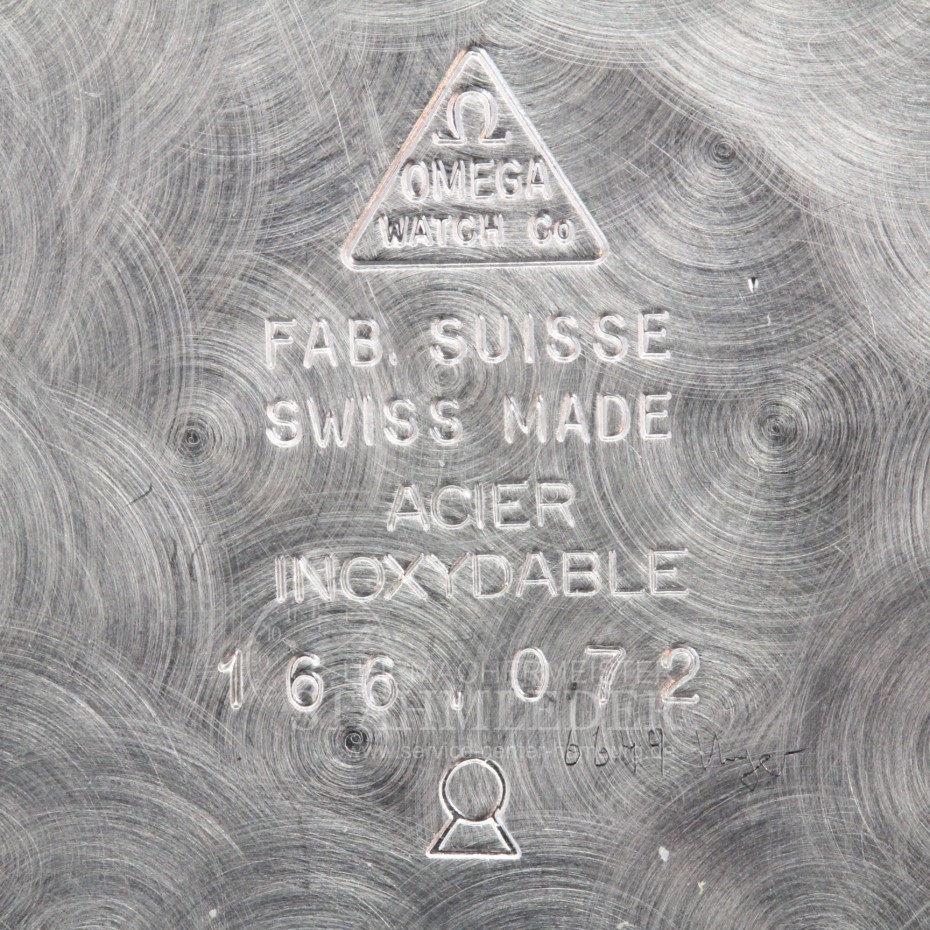 Ω
OMEGA
WATCH Co
FAB. SUISSE
SWISS MADE
ACIER
INOXYDABLE
166.072